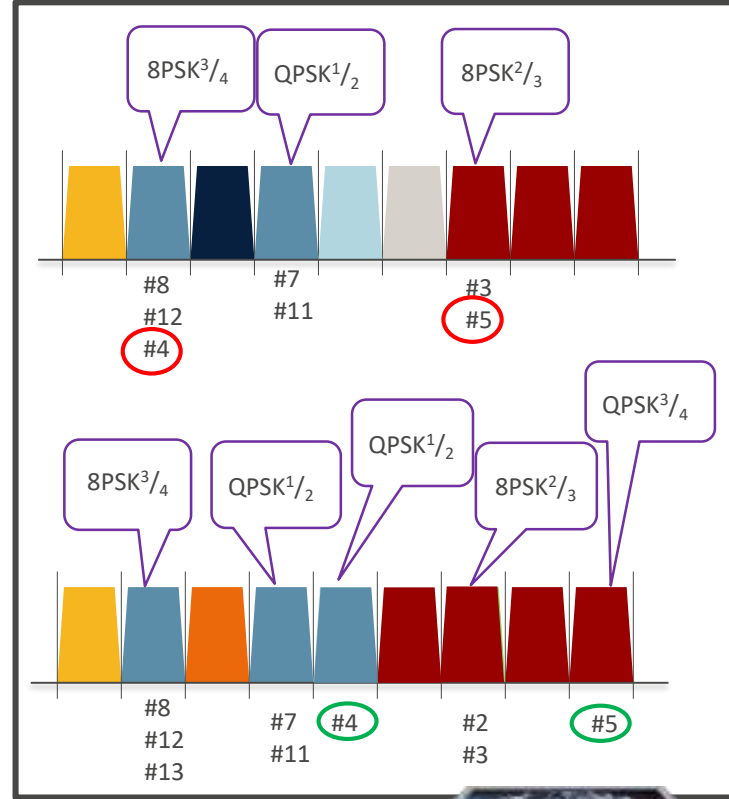 8PSK³/₄
QPSK¹/₂
8PSK²/₃
#8
#12
#4
#7
#11
#3
#5
QPSK³/₄
QPSK¹/₂
8PSK³/₄
QPSK¹/₂
8PSK²/₃
#8
#12
#13
#7
#11
#4
#2
#3
#5